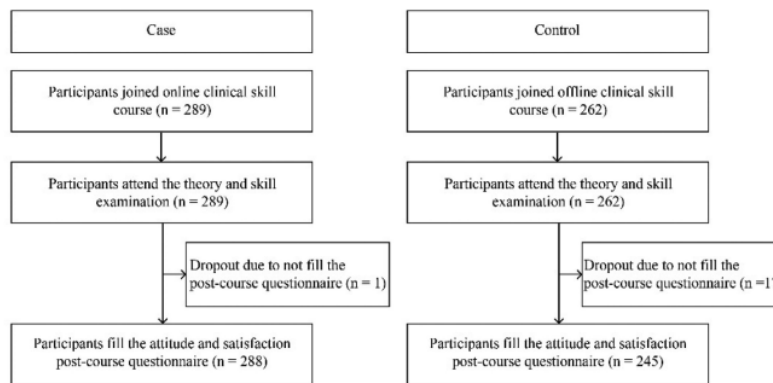 Case
Control
Participants joined online clinical skill
course (n = 289)
Participants joined offline clinical skill
course (n = 262)
Participants attend the theory and skill
examination (n = 289)
Participants attend the theory and skill
examination (n = 262)
Dropout due to not fill the
post-course questionnaire (n = 1)
Dropout due to not fill the
post-course questionnaire (n =1
Participants fill the attitude and satisfaction
post-course questionnaire (n = 288)
Participants fill the attitude and satisfaction
post-course questionnaire (n = 245)